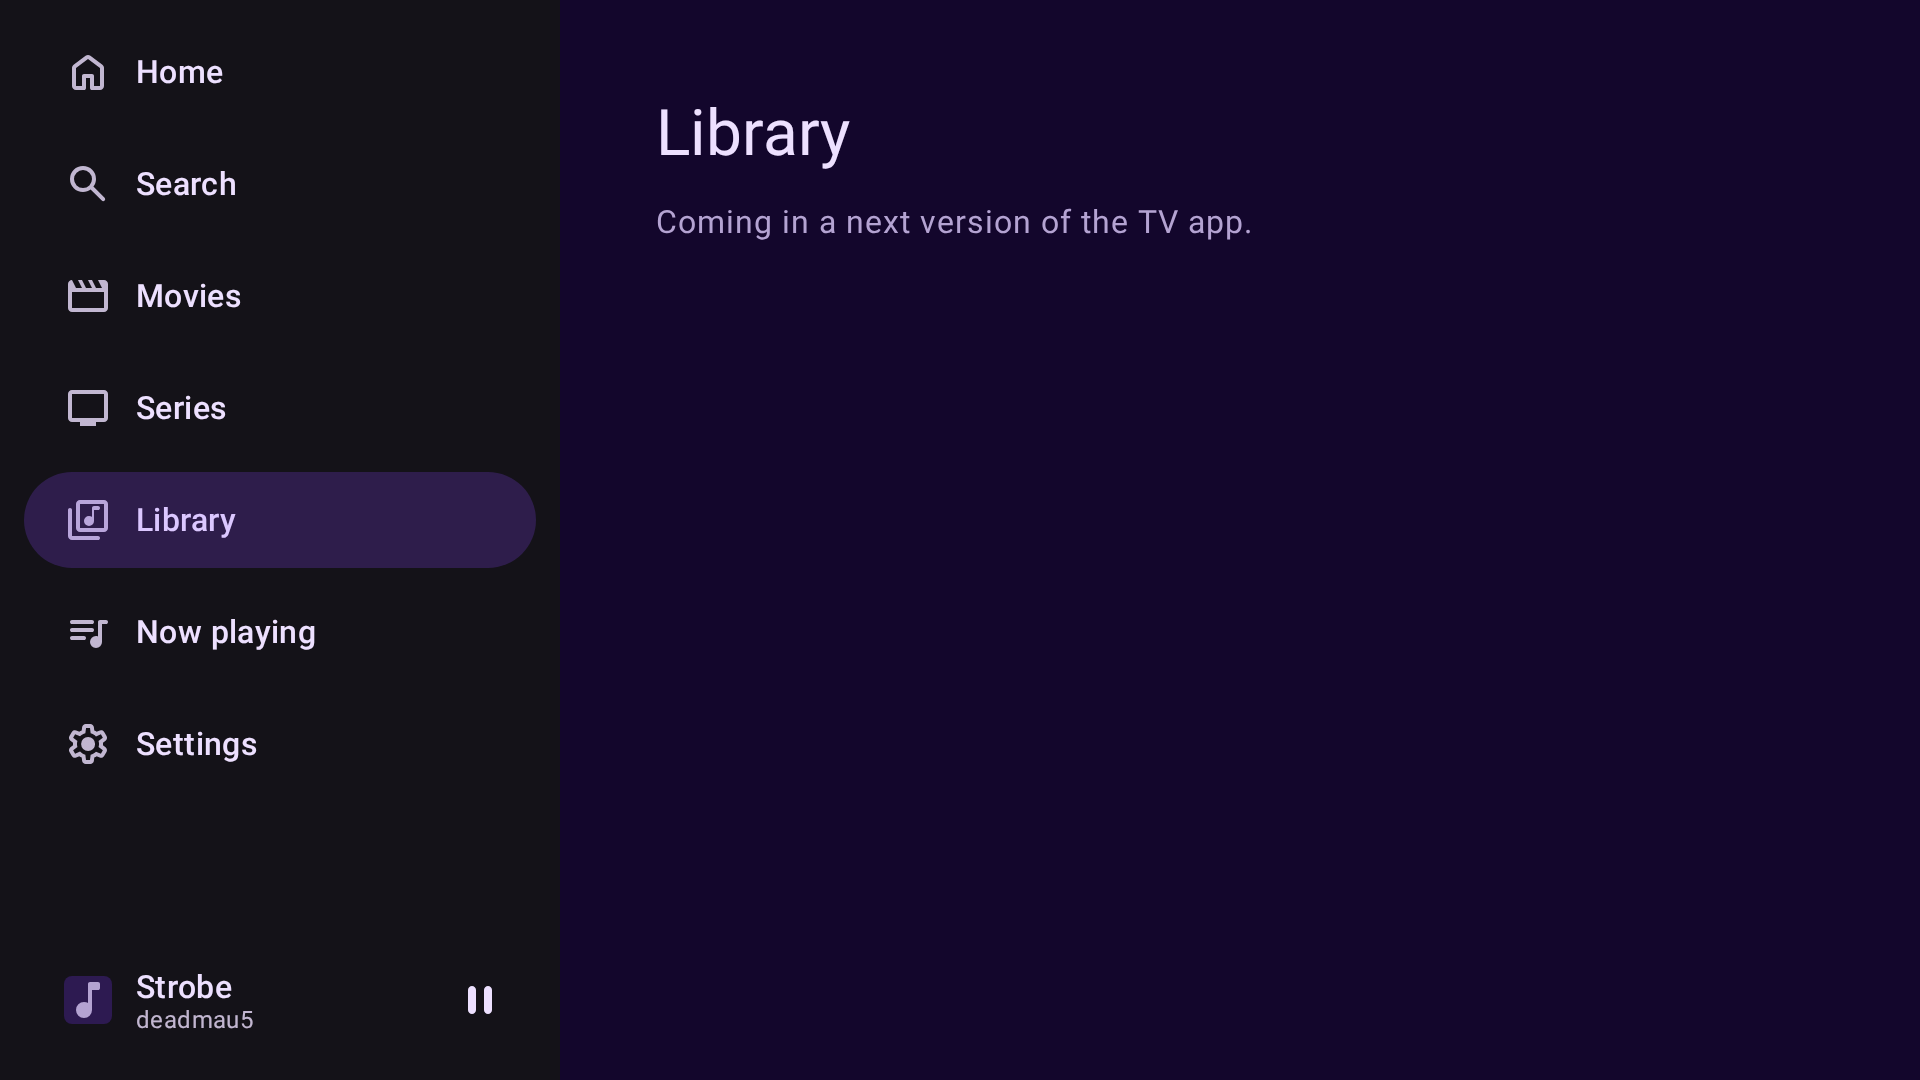 Home
Search
Movies
Series
Library
Now playing
Settings
Strobe
deadmau5
Library
Coming in a next version of the TV app.